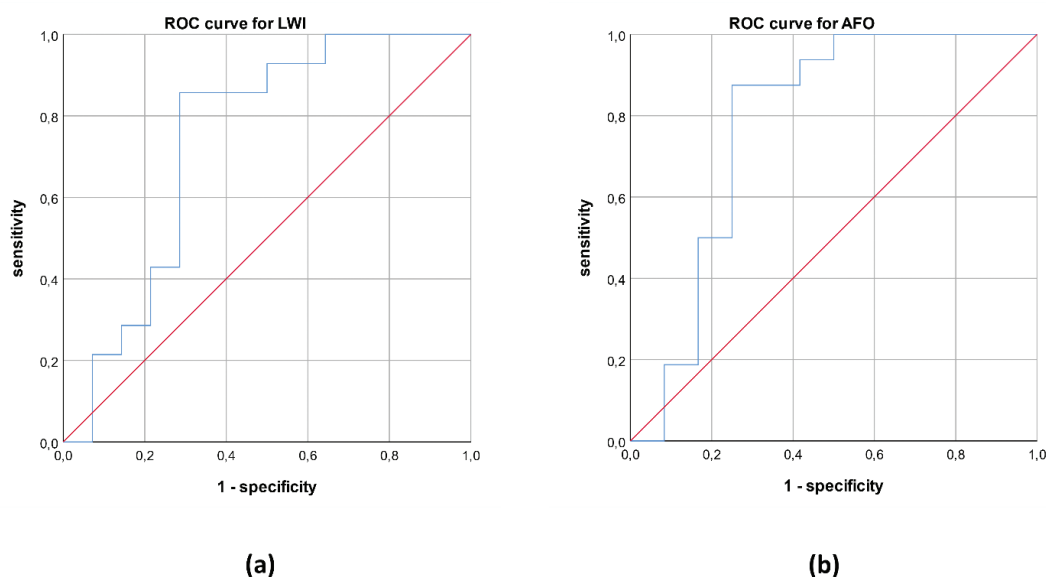 ROC curve for LWI
1,0
0,8
0,6
0,4
0,2
0,0
sensitivity
0,0 0,2 0,4 0,6 0,8 1,0
1 - specificity
(a)
ROC curve for AFO
1,0
0,8
0,6
0,4
0,2
0,0
sensitivity
0,0 0,2 0,4 0,6 0,8 1,0
1 - specificity
(b)